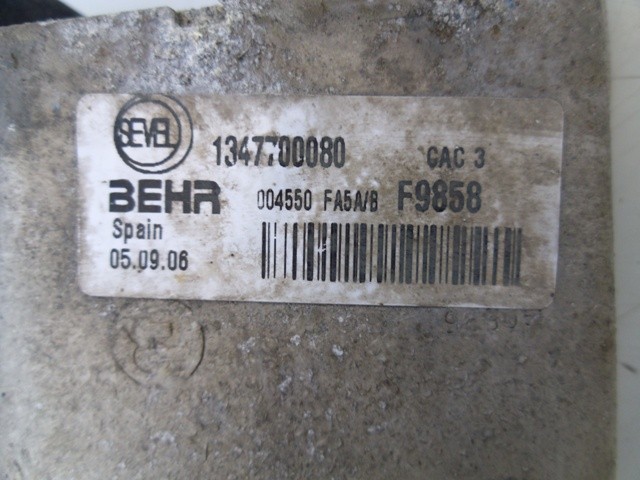 SEVEL
1347700080 CAC 3
BEHR 004550 FA5A/B F9858
Spain
05.09.06